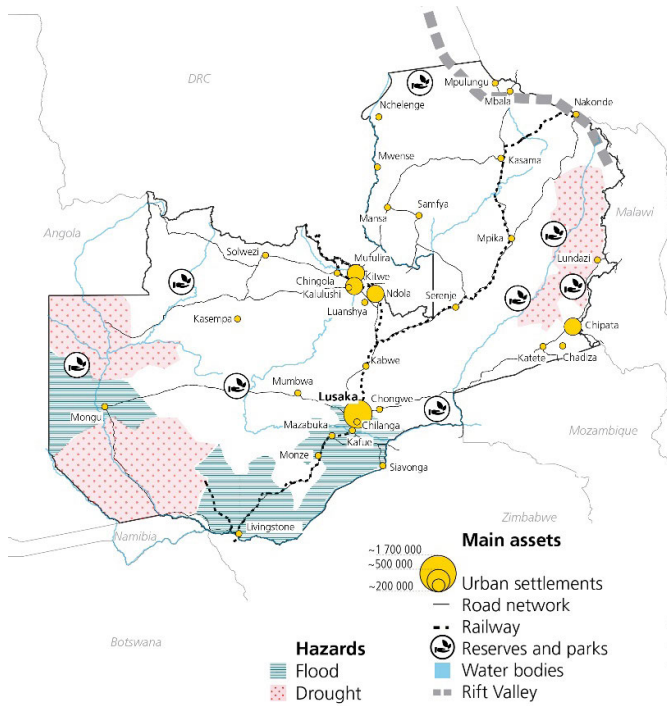 DRC
Mpulungu
Mbala
Nakonde
Nchelenge
Mwense
Kasama
Malawi
Mansa
Samfya
Angola
Mpika
Solwezi
Mufulira
Lundazi
Chingola
Kitwe
Kalulushi
Ndola
Serenje
Luanshya
Kasempa
Chipata
Katete
Chadiza
Kabwe
Mumbwa
Lusaka
Chongwe
Mongu
Chilanga
Mazabuka
Kafue
Mozambique
Monze
Siavonga
Zimbabwe
Livingstone
Namibia
Botswana
Main assets
~1 700 000
~500 000
~200 000
Urban settlements
Road network
Railway
Reserves and parks
Water bodies
Rift Valley
Hazards
Flood
Drought